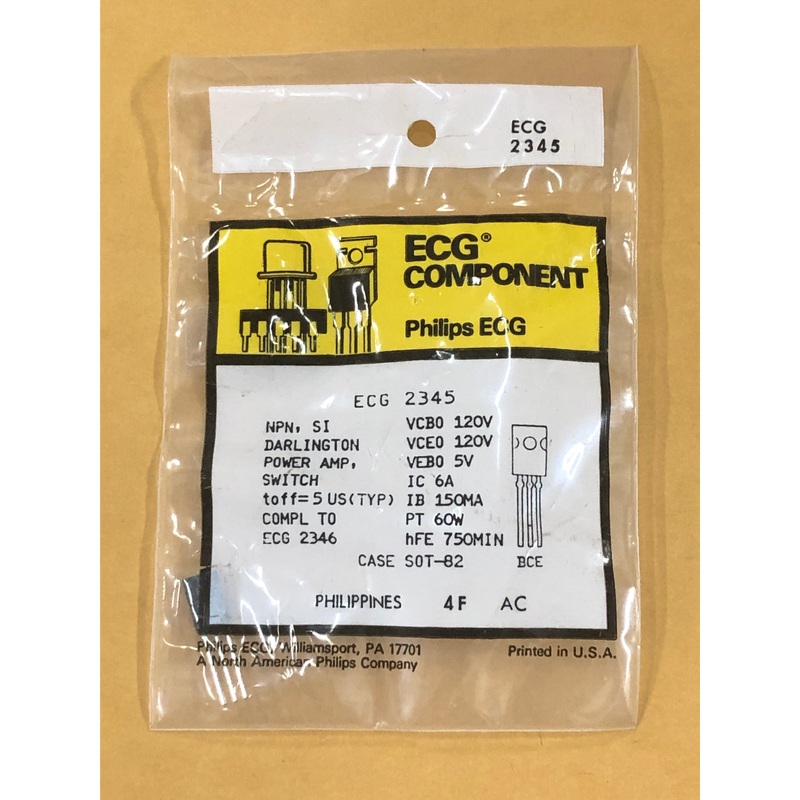 ECG
2345
ECG®
COMPONENT
Philips ECG
ECG 2345
NPN, SI VCBO 120V
DARLINGTON VCEO 120V
POWER AMP, VEBO 5V
SWITCH IC 6A
toff=5US(TYP) IB 150MA
COMPL TO PT 60W
ECG 2346 hFE 750MIN
CASE SOT-82 BCE
PHILIPPINES 4F AC
Philips ECG, Williamsport, PA 17701 Printed in U.S.A.
A North American Philips Company